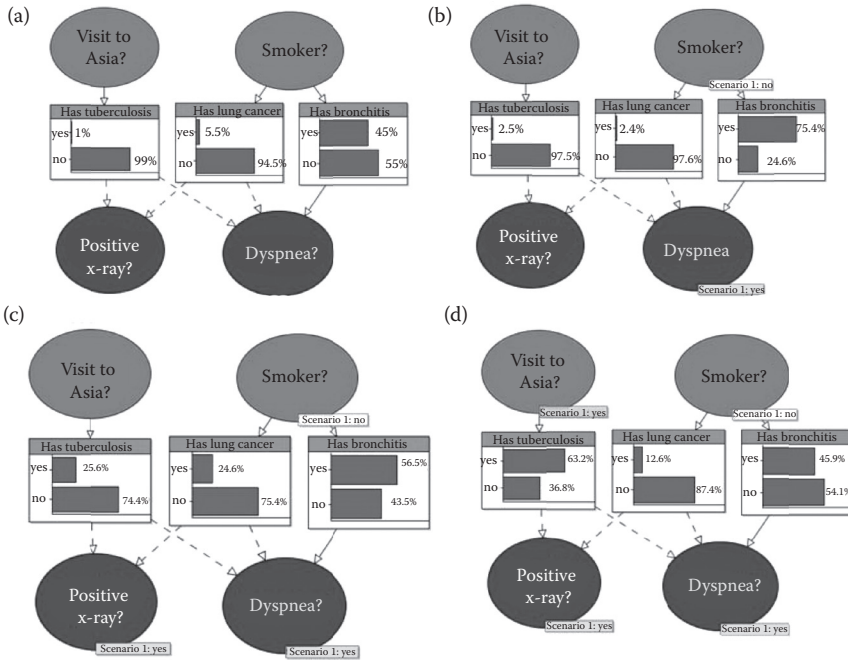 (a)
Visit to
Asia?
Smoker?
Has tuberculosis
yes 1%
no 99%
Has lung cancer
yes 5.5%
no 94.5%
Has bronchitis
yes 45%
no 55%
Positive
x-ray?
Dyspnea?
(b)
Visit to
Asia?
Smoker?
Scenario 1: no
Has tuberculosis
yes 2.5%
no 97.5%
Has lung cancer
yes 2.4%
no 97.6%
Has bronchitis
yes 75.4%
no 24.6%
Positive
x-ray?
Dyspnea
Scenario 1: yes
(c)
Visit to
Asia?
Smoker?
Scenario 1: no
Has tuberculosis
yes 25.6%
no 74.4%
Has lung cancer
yes 24.6%
no 75.4%
Has bronchitis
yes 56.5%
no 43.5%
Positive
x-ray?
Scenario 1: yes
Dyspnea?
Scenario 1: yes
(d)
Visit to
Asia?
Scenario 1: yes
Smoker?
Scenario 1: no
Has tuberculosis
yes 63.2%
no 36.8%
Has lung cancer
yes 12.6%
no 87.4%
Has bronchitis
yes 45.9%
no 54.1%
Positive
x-ray?
Scenario 1: yes
Dyspnea?
Scenario 1: yes